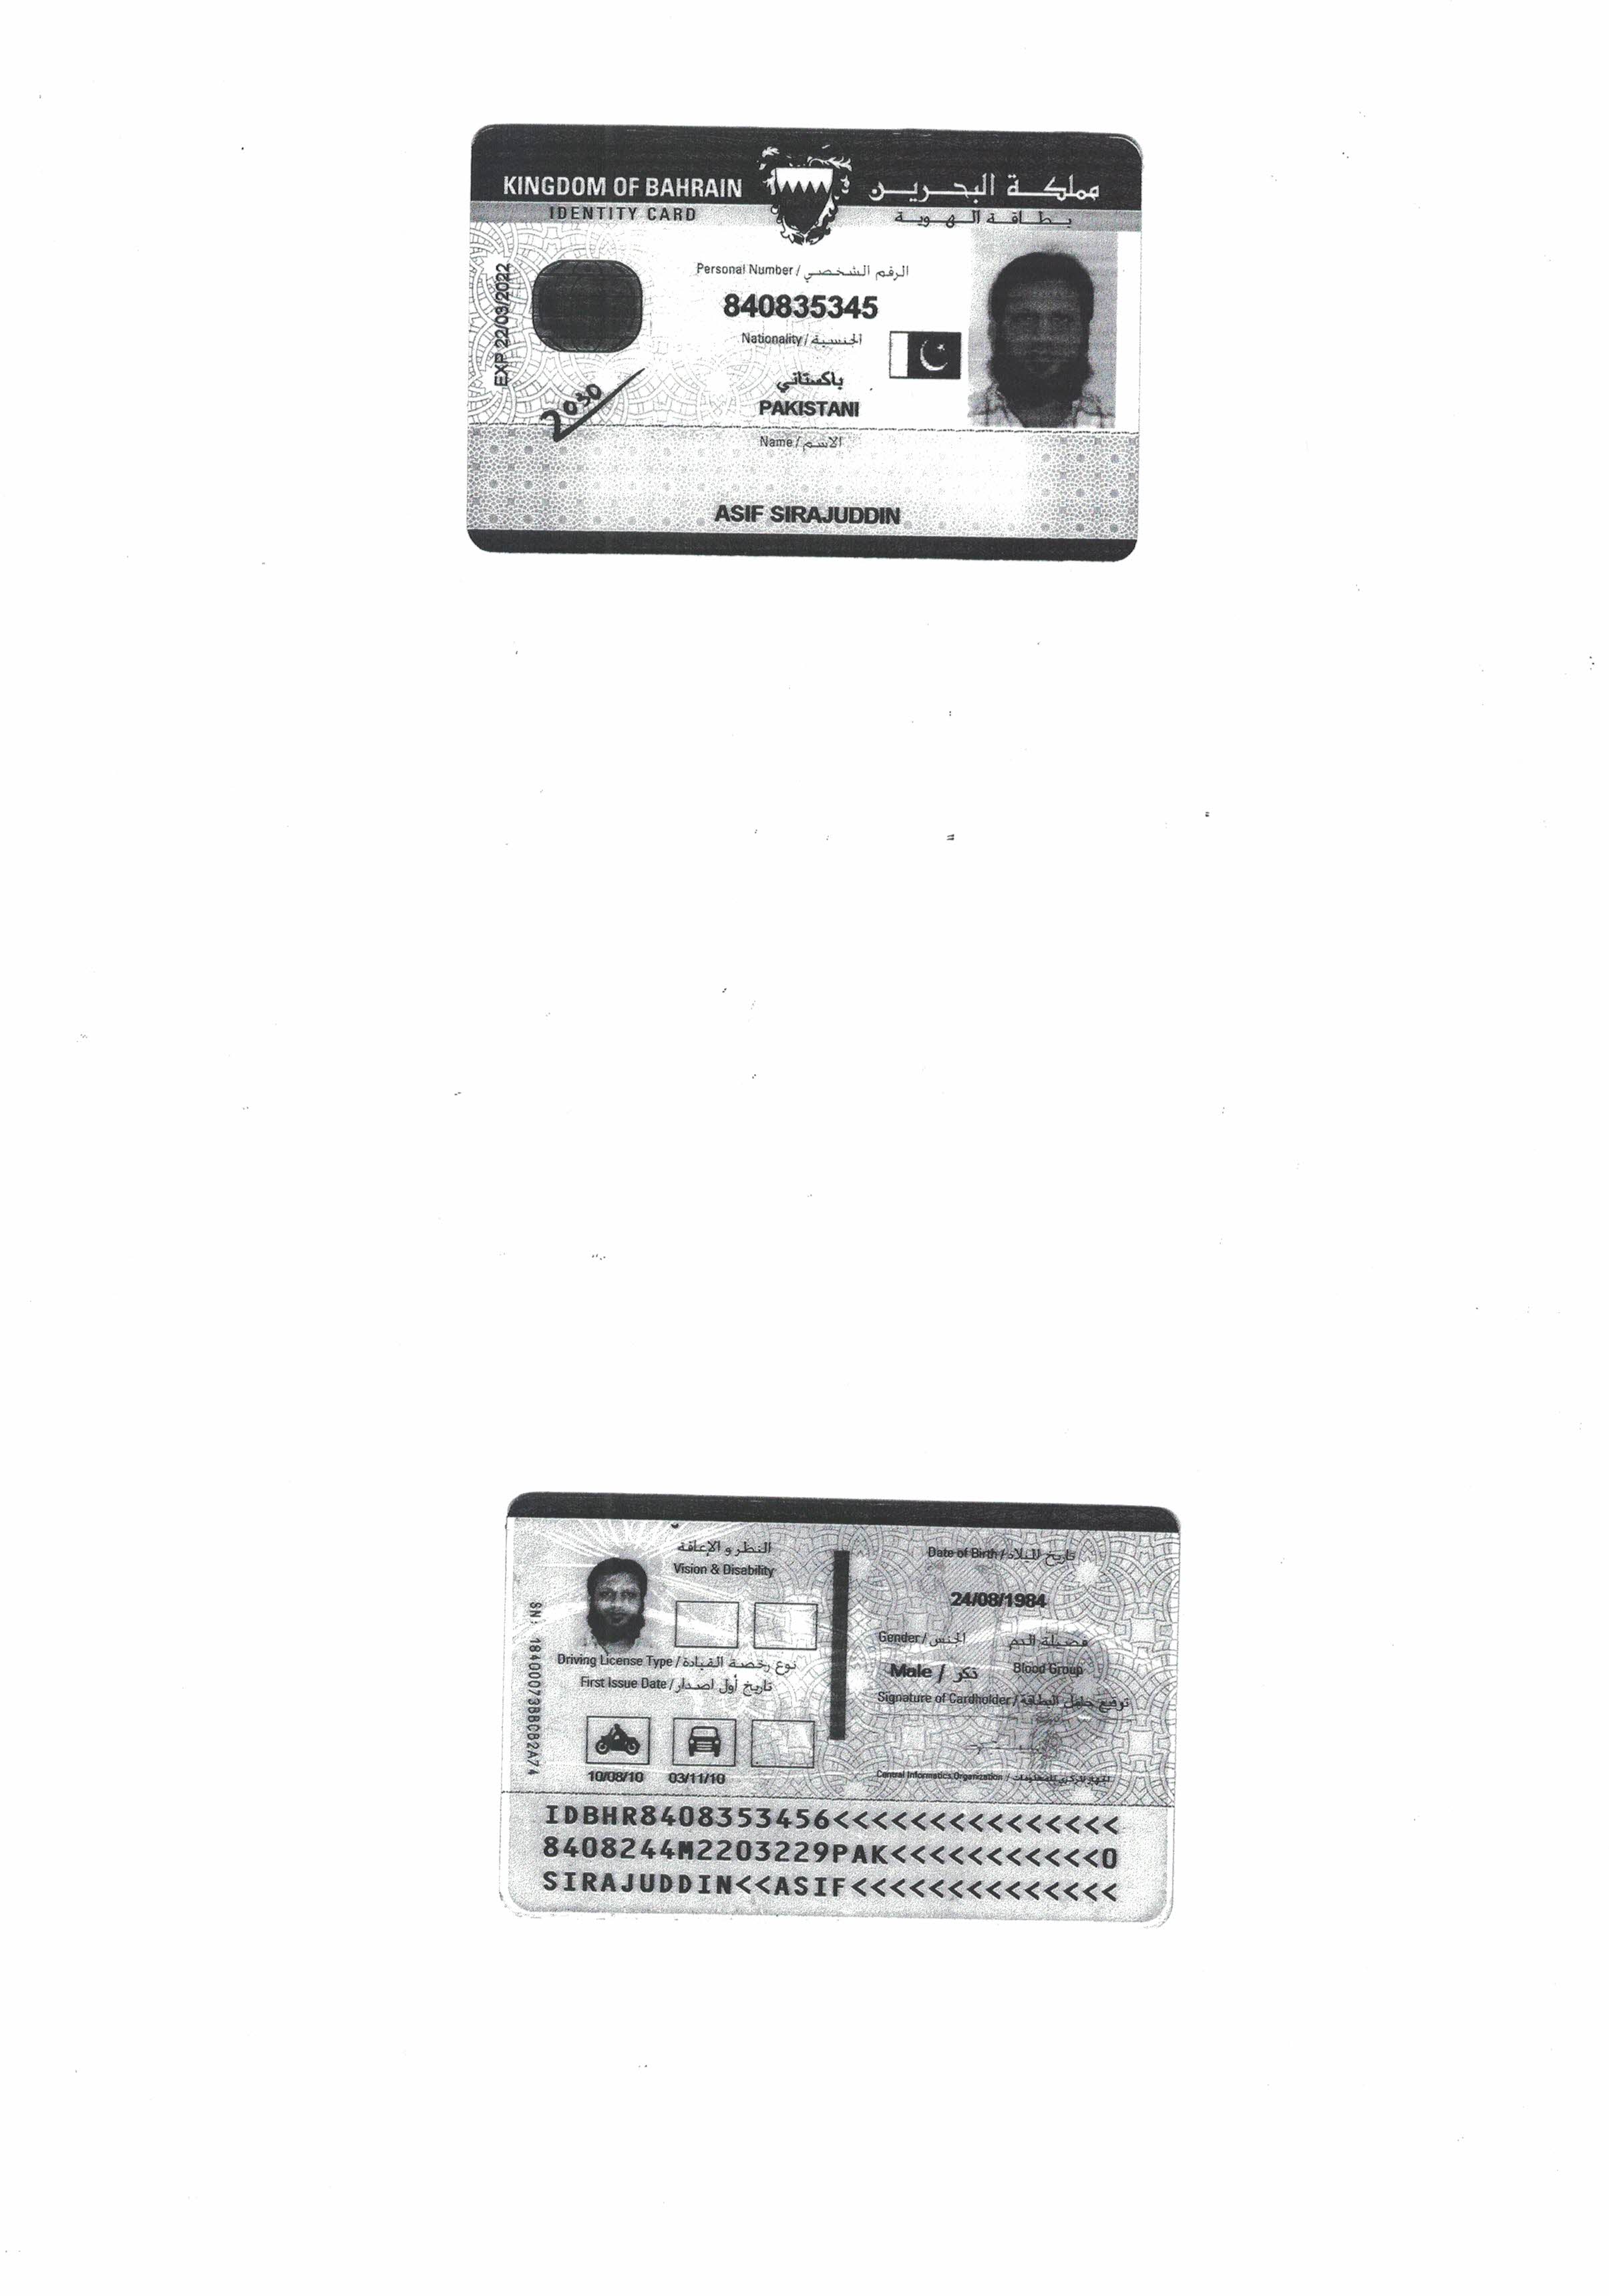 KINGDOM OF BAHRAIN مملكة البحرين
IDENTITY CARD بطاقة الهوية
Personal Number / الرقم الشخصي
840835345
Nationality / الجنسية
باكستاني
PAKISTANI
EXP 22/03/2022
2030
Name / الاسم
ASIF SIRAJUDDIN
النظر و الإعاقة
Vision & Disability
Driving License Type / نوع رخصة القيادة
First Issue Date / تاريخ أول اصدار
10/08/10 03/11/10
Date of Birth / تاريخ الميلاد
24/08/1984
Gender / الجنس فصيلة الدم
Male / ذكر Blood Group
Signature of Cardholder / توقيع حامل البطاقة
Central Informatics Organization / الجهاز المركزي للمعلومات
IDBHR8408353456<<<<<<<<<<<<<<<
8408244M2203229PAK<<<<<<<<<<<0
SIRAJUDDIN<<ASIF<<<<<<<<<<<<<<